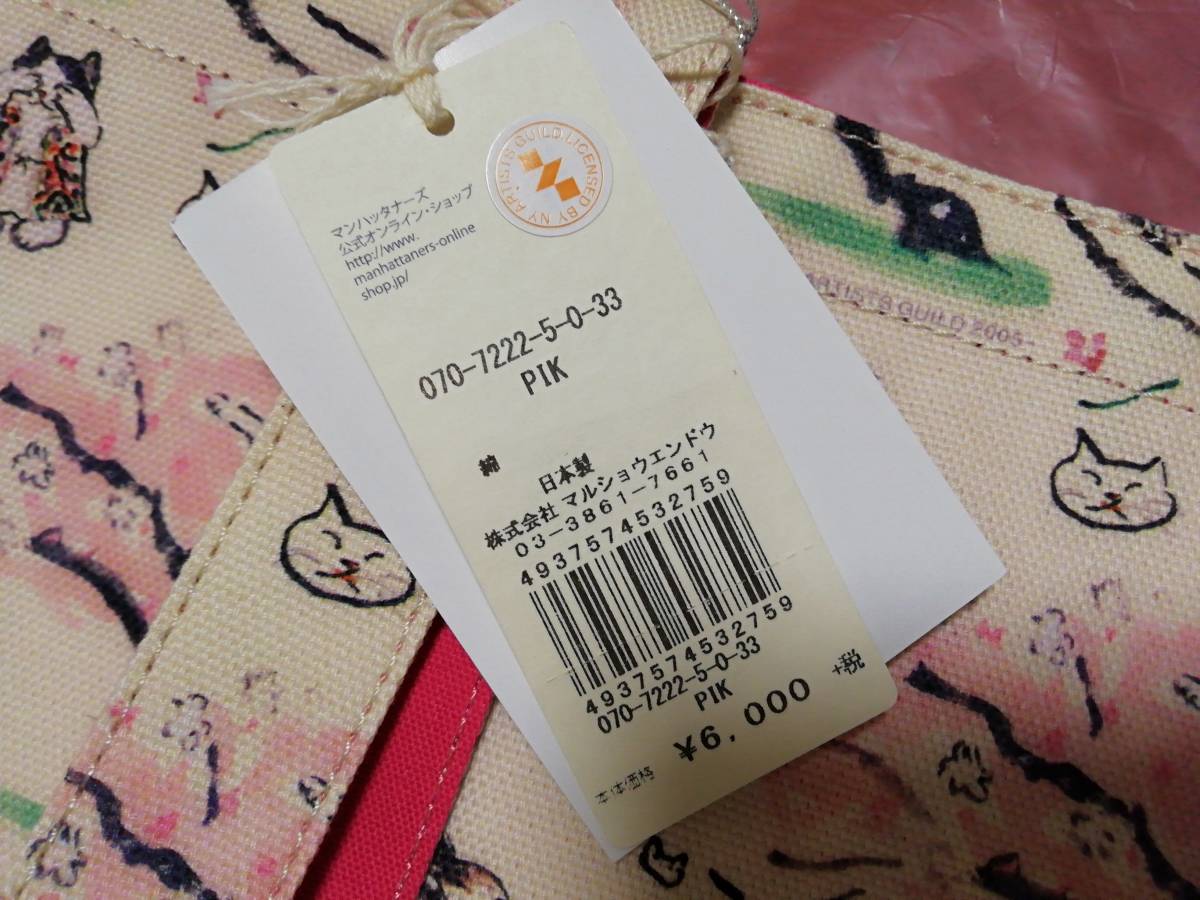 LICENSED BY NY ARTISTS GUILD
マンハッタナーズ
公式オンライン・ショップ
http://www.
manhattaners-online
shop.jp/
070-7222-5-0-33
PIK
綿
日本製
株式会社 マルショウエンドウ
03-3861-7661
4937574532759
4937574532759
070-7222-5-0-33
PIK
本体価格 ¥6,000 +税
ARTISTS GUILD 2005-